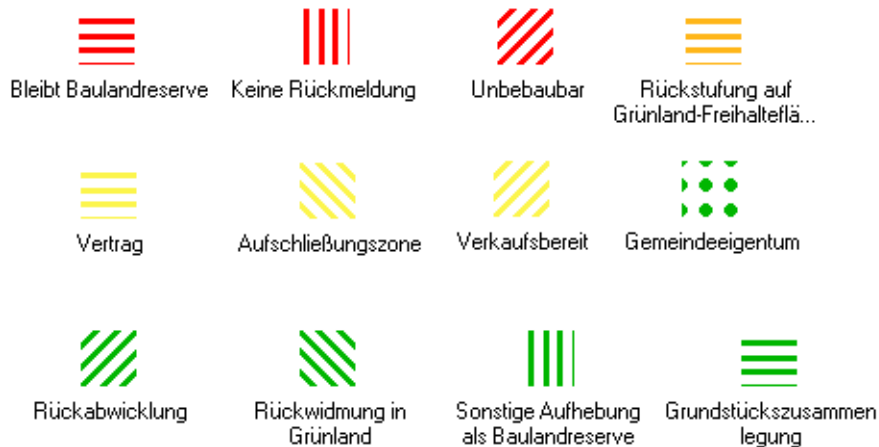 Bleibt Baulandreserve
Keine Rückmeldung
Unbebaubar
Rückstufung auf
Grünland-Freihalteflä...
Vertrag
Aufschließungszone
Verkaufsbereit
Gemeindeeigentum
Rückabwicklung
Rückwidmung in
Grünland
Sonstige Aufhebung
als Baulandreserve
Grundstückszusammen
legung